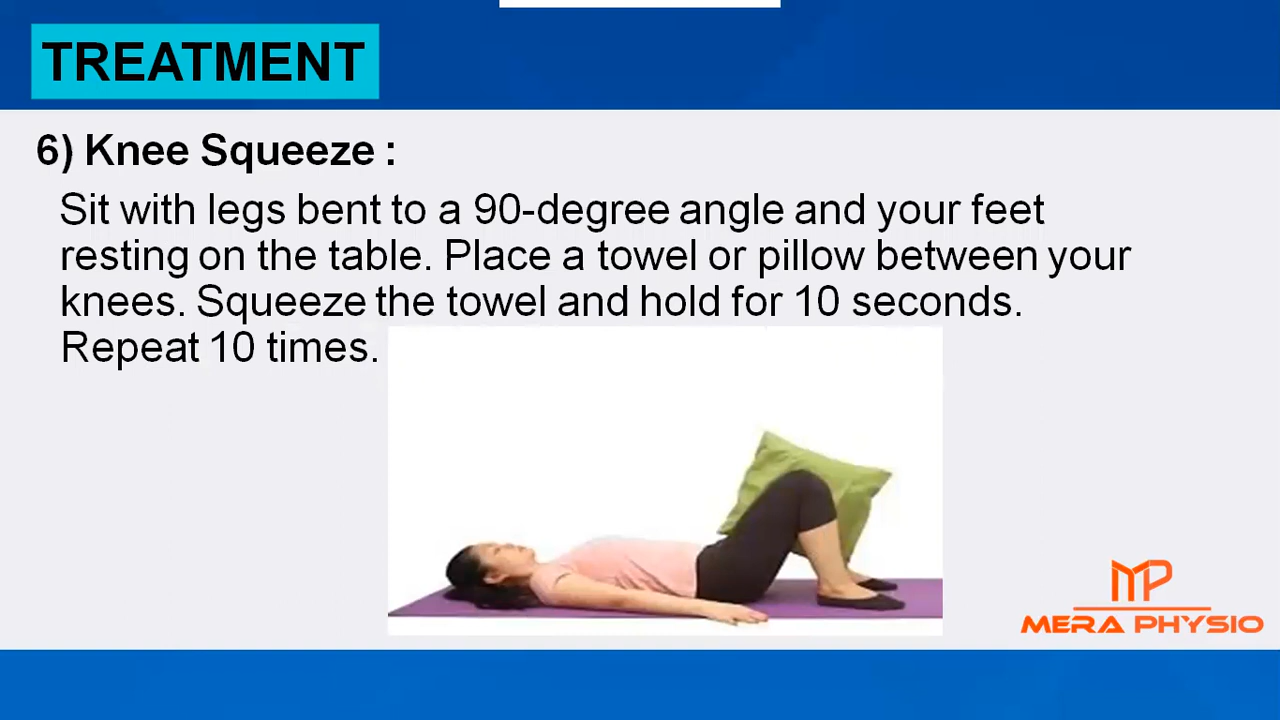 TREATMENT
6) Knee Squeeze :
Sit with legs bent to a 90-degree angle and your feet
resting on the table. Place a towel or pillow between your
knees. Squeeze the towel and hold for 10 seconds.
Repeat 10 times.
MP
MERA PHYSIO